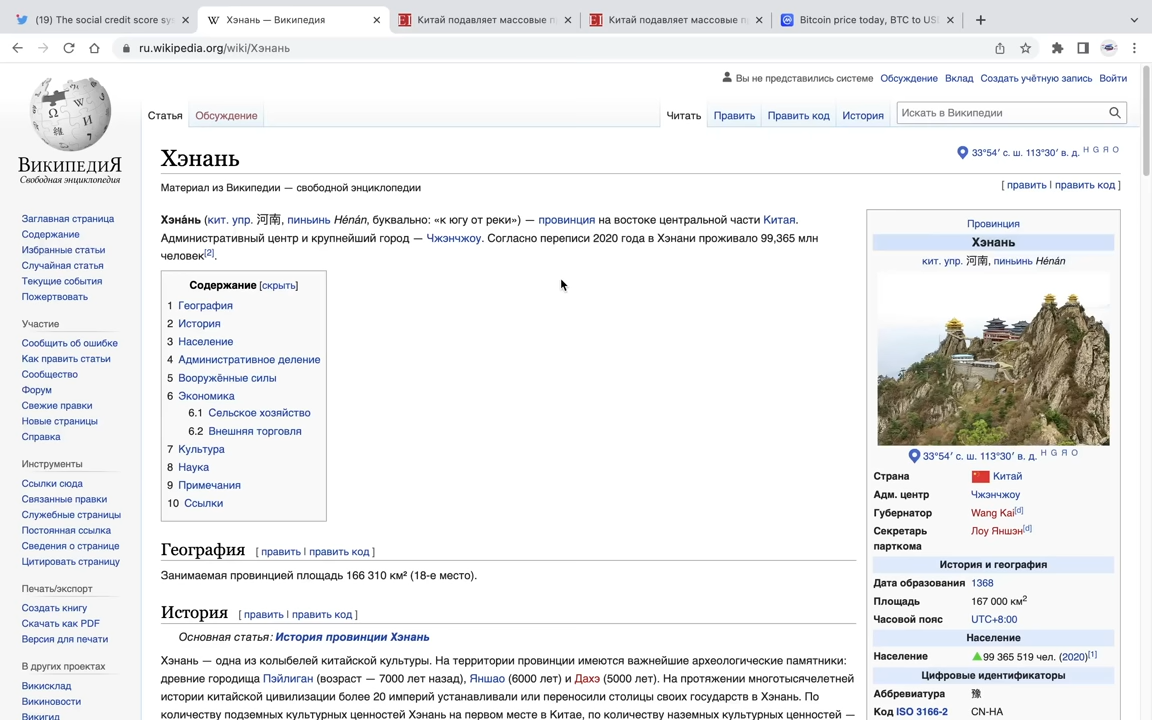 (19) The social credit score sy
Хэнань — Википедия
Китай подавляет массовые п
Китай подавляет массовые п
Bitcoin price today, BTC to US
ru.wikipedia.org/wiki/Хэнань
Вы не представились системе Обсуждение Вклад Создать учётную запись Войти
Статья Обсуждение Читать Править Править код История Искать в Википедии
ВИКИПЕДИЯ
Свободная энциклопедия
Хэнань
33°54′ с. ш. 113°30′ в. д. H G Я O
Материал из Википедии — свободной энциклопедии
[ править | править код ]
Хэна́нь (кит. упр. 河南, пиньинь Hénán, буквально: «к югу от реки») — провинция на востоке центральной части Китая.
Административный центр и крупнейший город — Чжэнчжоу. Согласно переписи 2020 года в Хэнани проживало 99,365 млн
человек[2].
Содержание [скрыть]
1 География
2 История
3 Население
4 Административное деление
5 Вооружённые силы
6 Экономика
6.1 Сельское хозяйство
6.2 Внешняя торговля
7 Культура
8 Наука
9 Примечания
10 Ссылки
География [ править | править код ]
Занимаемая провинцией площадь 166 310 км² (18-е место).
История [ править | править код ]
Основная статья: История провинции Хэнань
Хэнань — одна из колыбелей китайской культуры. На территории провинции имеются важнейшие археологические памятники:
древние городища Пэйлиган (возраст — 7000 лет назад), Яншао (6000 лет) и Дахэ (5000 лет). На протяжении многотысячелетней
истории китайской цивилизации более 20 империй устанавливали или переносили столицы своих государств в Хэнань. По
количеству подземных культурных ценностей Хэнань на первом месте в Китае, по количеству наземных культурных ценностей —
Заглавная страница
Содержание
Избранные статьи
Случайная статья
Текущие события
Пожертвовать
Участие
Сообщить об ошибке
Как править статьи
Сообщество
Форум
Свежие правки
Новые страницы
Справка
Инструменты
Ссылки сюда
Связанные правки
Служебные страницы
Постоянная ссылка
Сведения о странице
Цитировать страницу
Печать/экспорт
Создать книгу
Скачать как PDF
Версия для печати
В других проектах
Викисклад
Викиновости
Викигид
Провинция
Хэнань
кит. упр. 河南, пиньинь Hénán
33°54′ с. ш. 113°30′ в. д. H G Я O
Страна Китай
Адм. центр Чжэнчжоу
Губернатор Wang Kai[d]
Секретарь парткома Лоу Яншэн[d]
История и география
Дата образования 1368
Площадь 167 000 км2
Часовой пояс UTC+8:00
Население
Население 99 365 519 чел. (2020)[1]
Цифровые идентификаторы
Аббревиатура 豫
Код ISO 3166-2 CN-HA